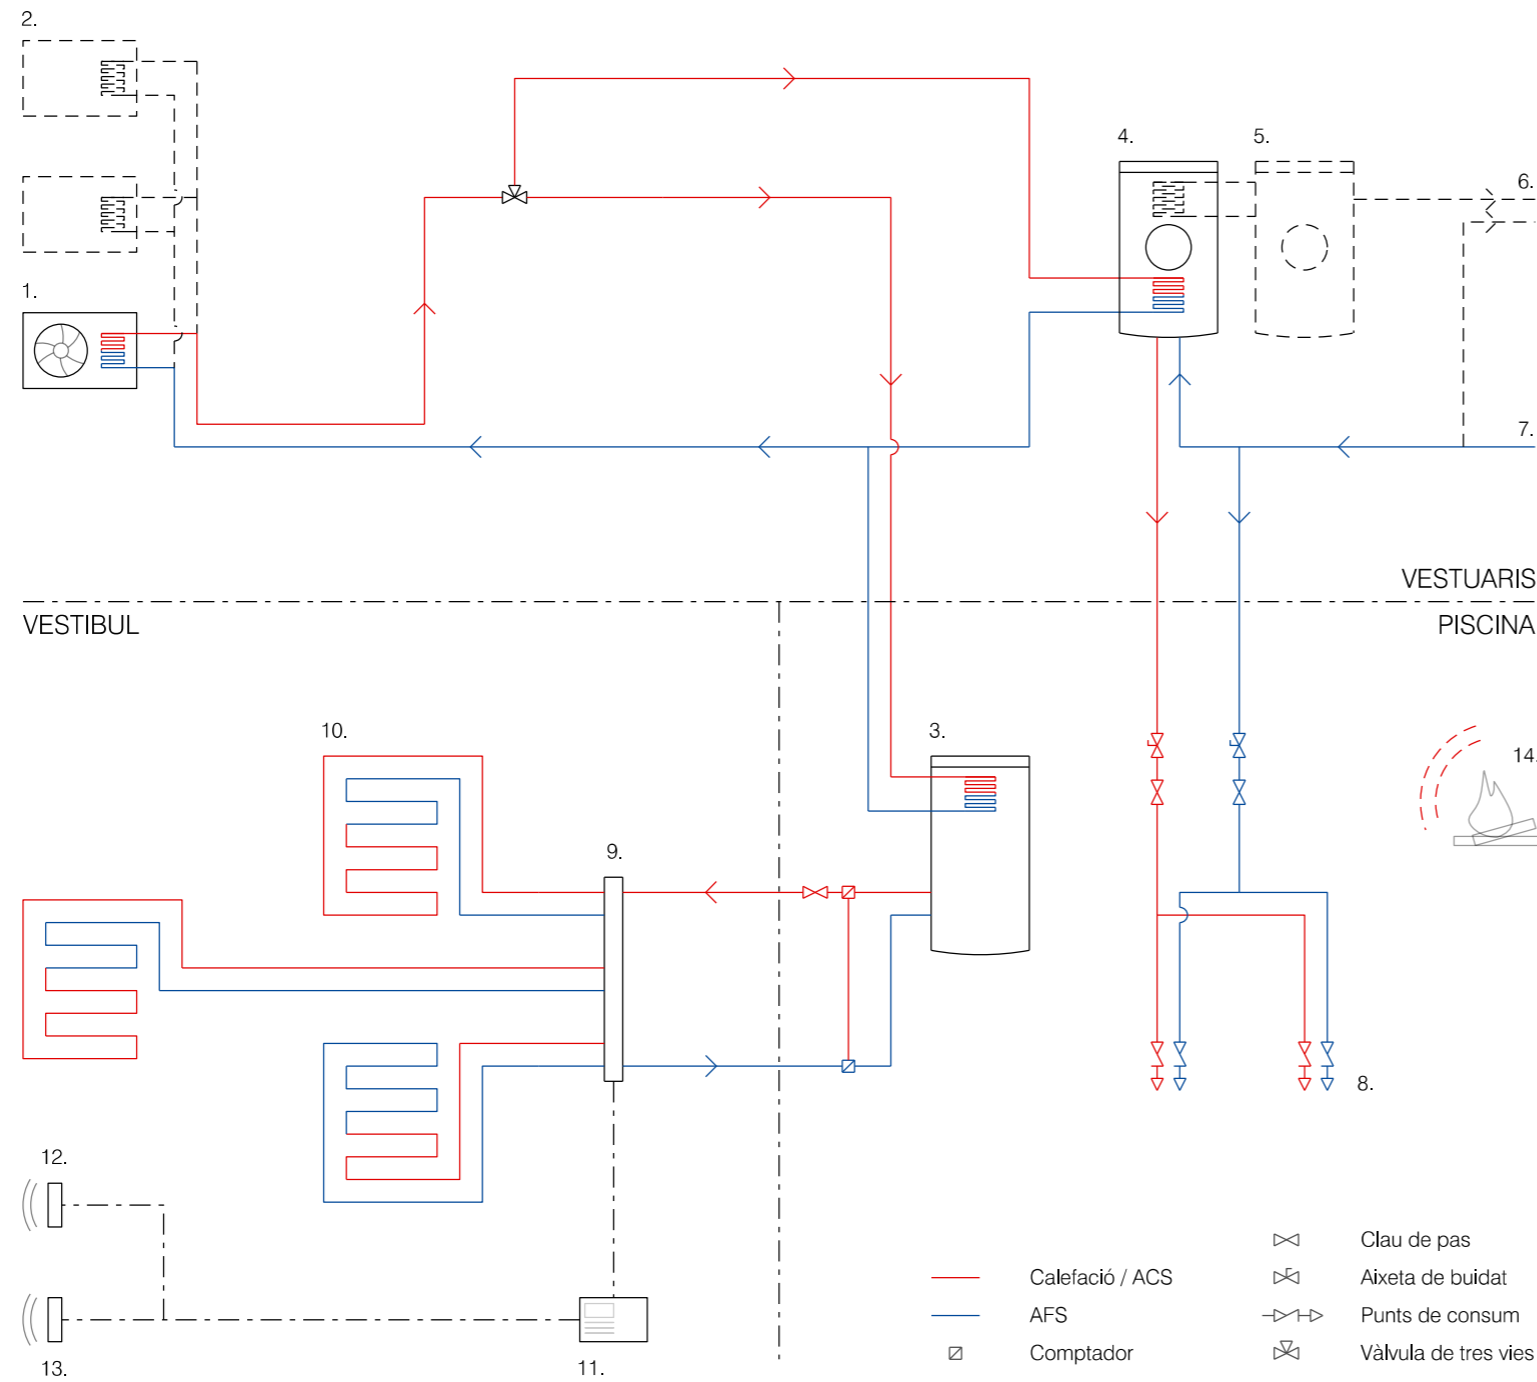 2.
4.
5.
6.
1.
7.
VESTUARIS
VESTIBUL
PISCINA
10.
3.
14.
9.
8.
12.
Clau de pas
Calefació / ACS
Aixeta de buidat
AFS
Punts de consum
Comptador
Vàlvula de tres vies
13.
11.